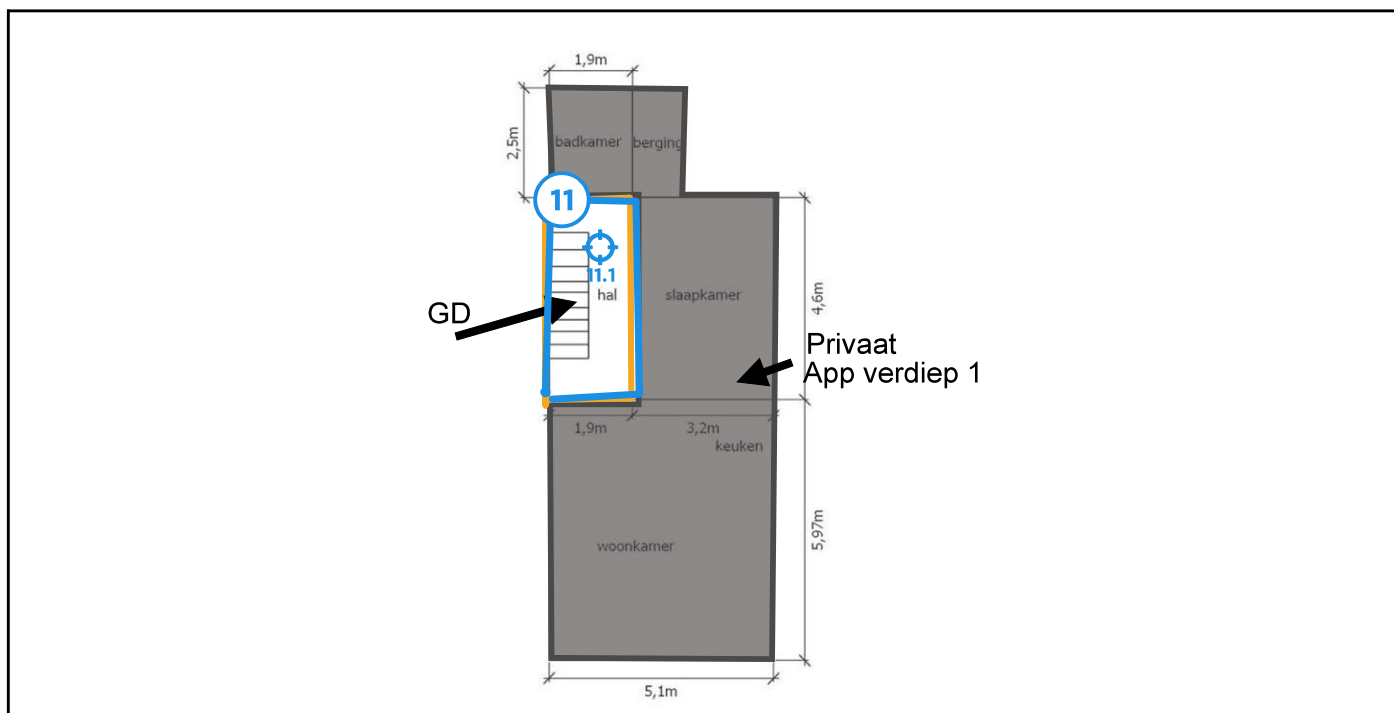 1,9m
2,5m
badkamer
berging
11
11.1
hal
slaapkamer
4,6m
GD
Privaat
App verdiep 1
1,9m
3,2m
keuken
5,97m
woonkamer
5,1m